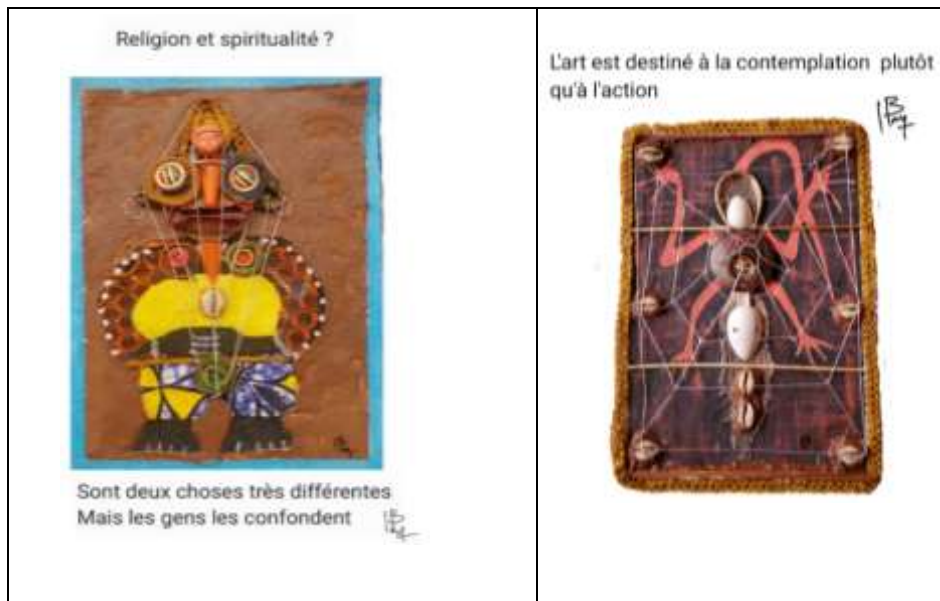 Religion et spiritualité ?
Sont deux choses très différentes
Mais les gens les confondent
L'art est destiné à la contemplation plutôt
qu'à l'action